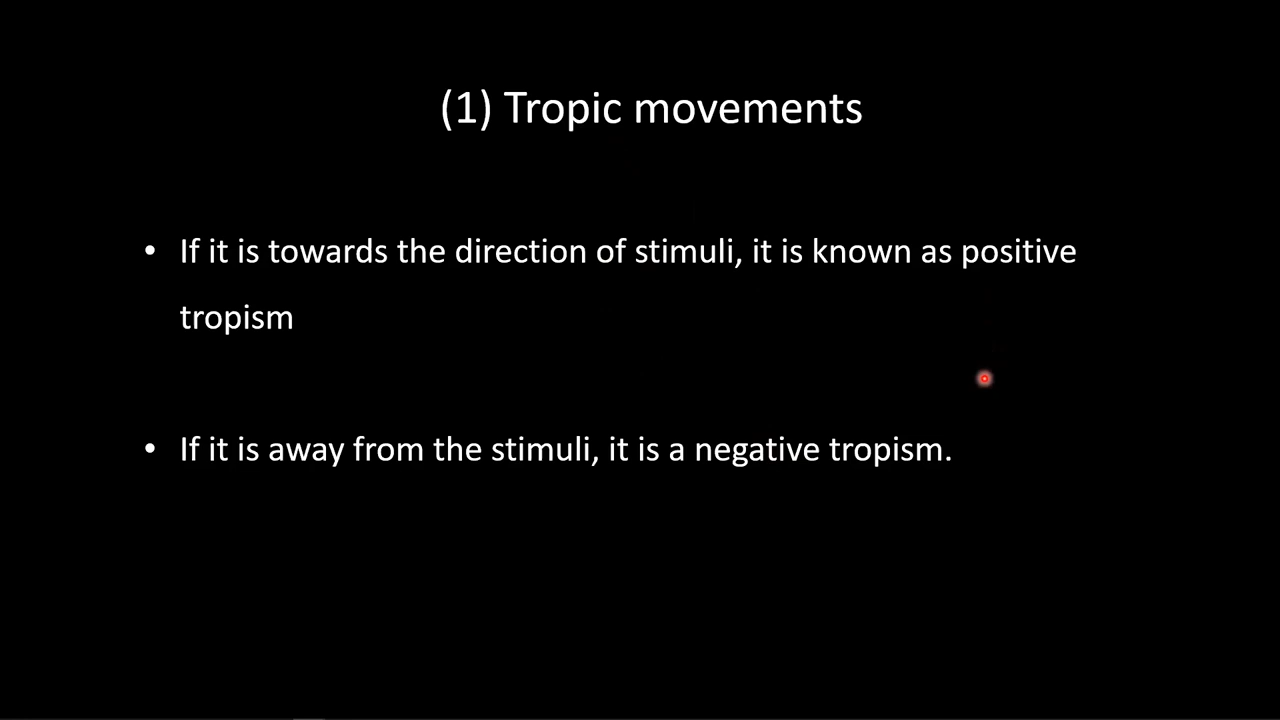 (1) Tropic movements
• If it is towards the direction of stimuli, it is known as positive
tropism
• If it is away from the stimuli, it is a negative tropism.